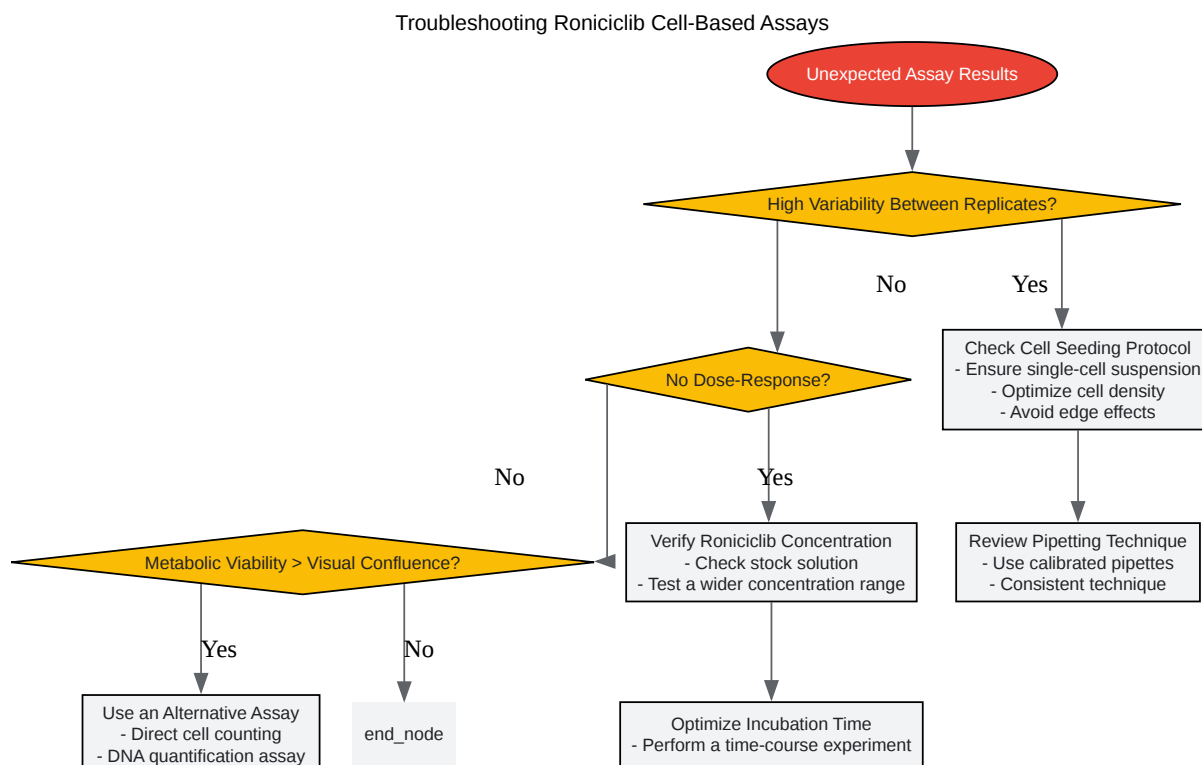 Troubleshooting Roniciclib Cell-Based Assays
Unexpected Assay Results
High Variability Between Replicates?
No
Yes
Check Cell Seeding Protocol
- Ensure single-cell suspension
- Optimize cell density
- Avoid edge effects
No Dose-Response?
No
Yes
Review Pipetting Technique
- Use calibrated pipettes
- Consistent technique
Verify Roniciclib Concentration
- Check stock solution
- Test a wider concentration range
Metabolic Viability > Visual Confluence?
Yes
No
Use an Alternative Assay
- Direct cell counting
- DNA quantification assay
end_node
Optimize Incubation Time
- Perform a time-course experiment